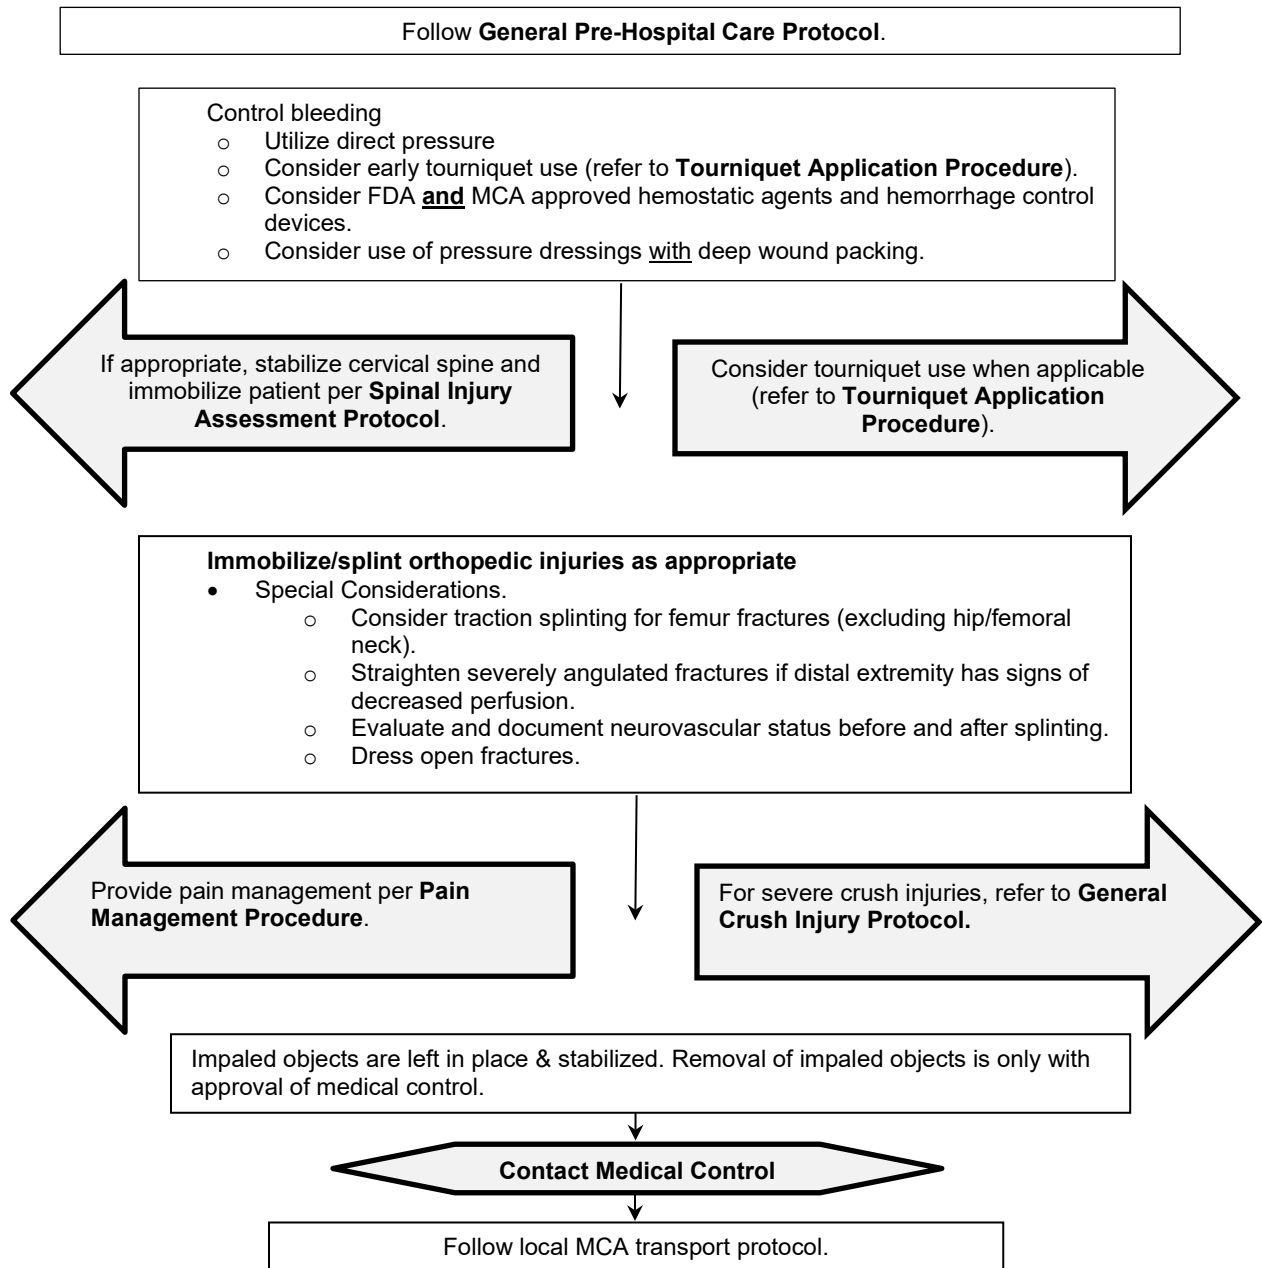 Follow General Pre-Hospital Care Protocol.
Control bleeding
o Utilize direct pressure
o Consider early tourniquet use (refer to Tourniquet Application Procedure).
o Consider FDA and MCA approved hemostatic agents and hemorrhage control
devices.
o Consider use of pressure dressings with deep wound packing.
If appropriate, stabilize cervical spine and
immobilize patient per Spinal Injury
Assessment Protocol.
Consider tourniquet use when applicable
(refer to Tourniquet Application
Procedure).
Immobilize/splint orthopedic injuries as appropriate
• Special Considerations.
o Consider traction splinting for femur fractures (excluding hip/femoral
neck).
o Straighten severely angulated fractures if distal extremity has signs of
decreased perfusion.
o Evaluate and document neurovascular status before and after splinting.
o Dress open fractures.
Provide pain management per Pain
Management Procedure.
For severe crush injuries, refer to General
Crush Injury Protocol.
Impaled objects are left in place & stabilized. Removal of impaled objects is only with
approval of medical control.
Contact Medical Control
Follow local MCA transport protocol.